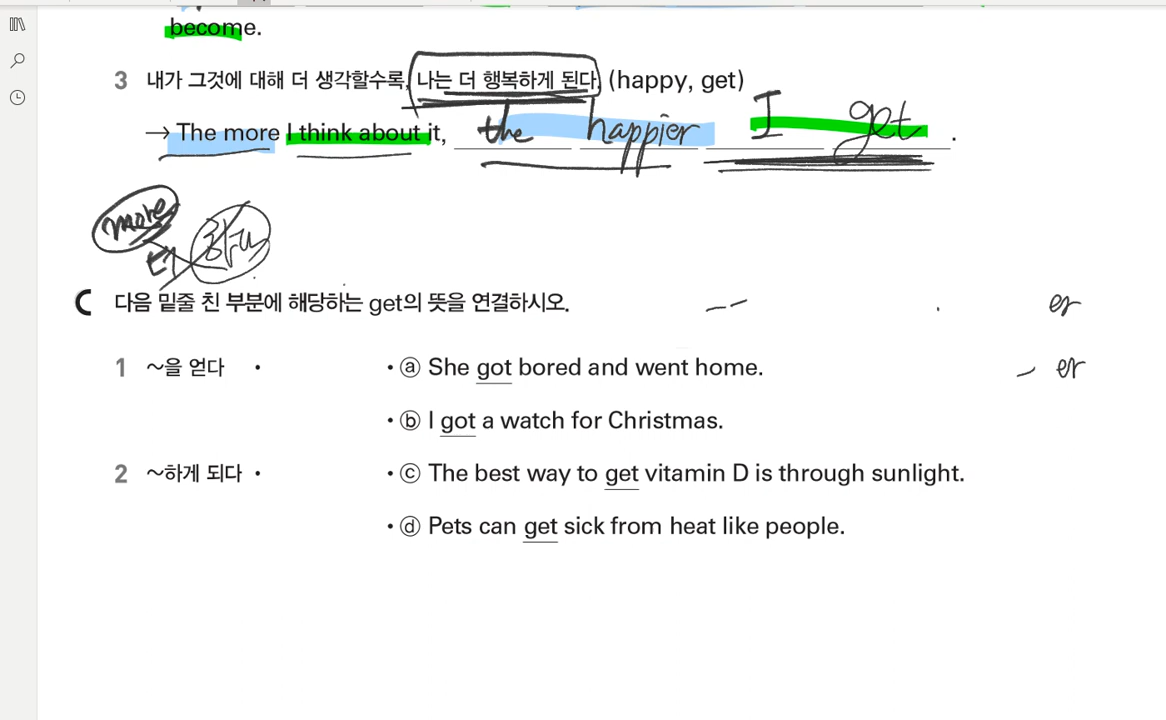 become.
3 내가 그것에 대해 더 생각할수록, 나는 더 행복하게 된다. (happy, get)
→ The more I think about it, the happier I get.
more
더
C 다음 밑줄 친 부분에 해당하는 get의 뜻을 연결하시오.
er
1 ~을 얻다 • • ⓐ She got bored and went home.
er
• ⓑ I got a watch for Christmas.
2 ~하게 되다 • • ⓒ The best way to get vitamin D is through sunlight.
• ⓓ Pets can get sick from heat like people.